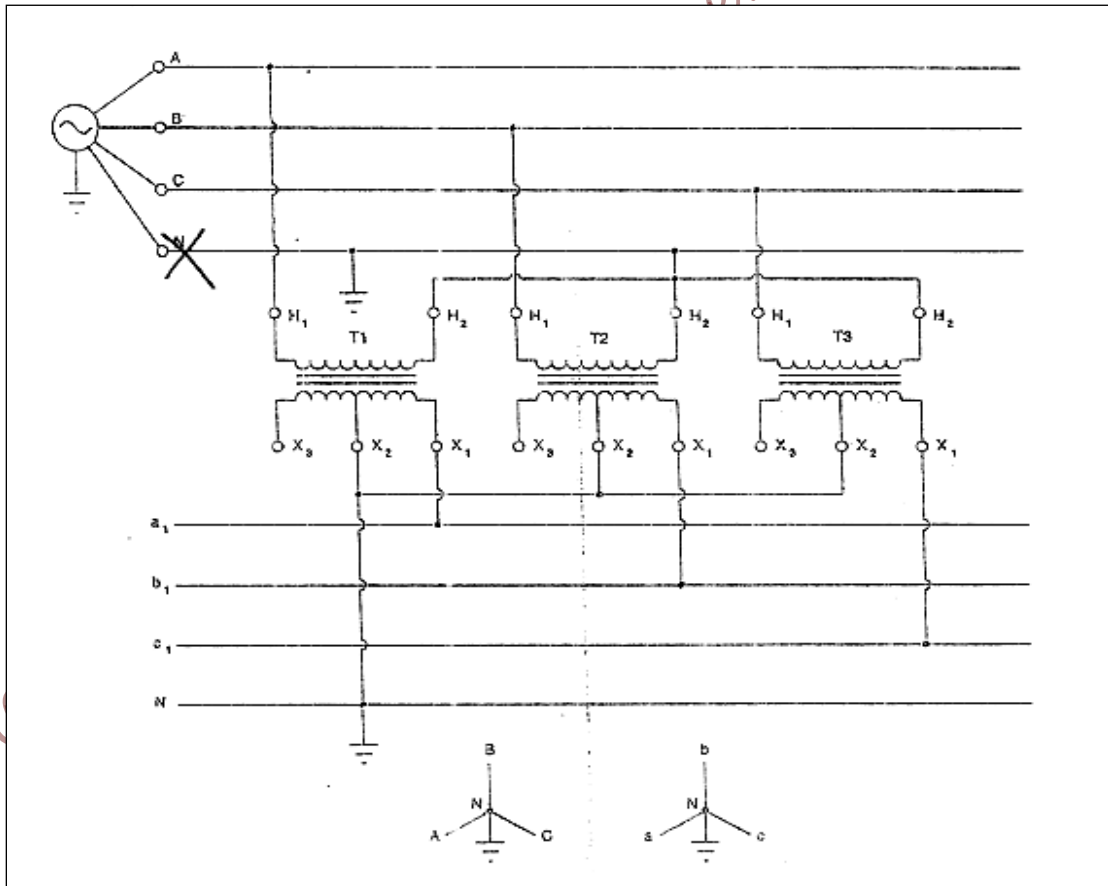 A
B
C
N
H₁ H₂ H₁ H₂ H₁ H₂
T1 T2 T3
X₃ X₂ X₁ X₃ X₂ X₁ X₃ X₂ X₁
a₁
b₁
c₁
N
B b
N N
A C a c